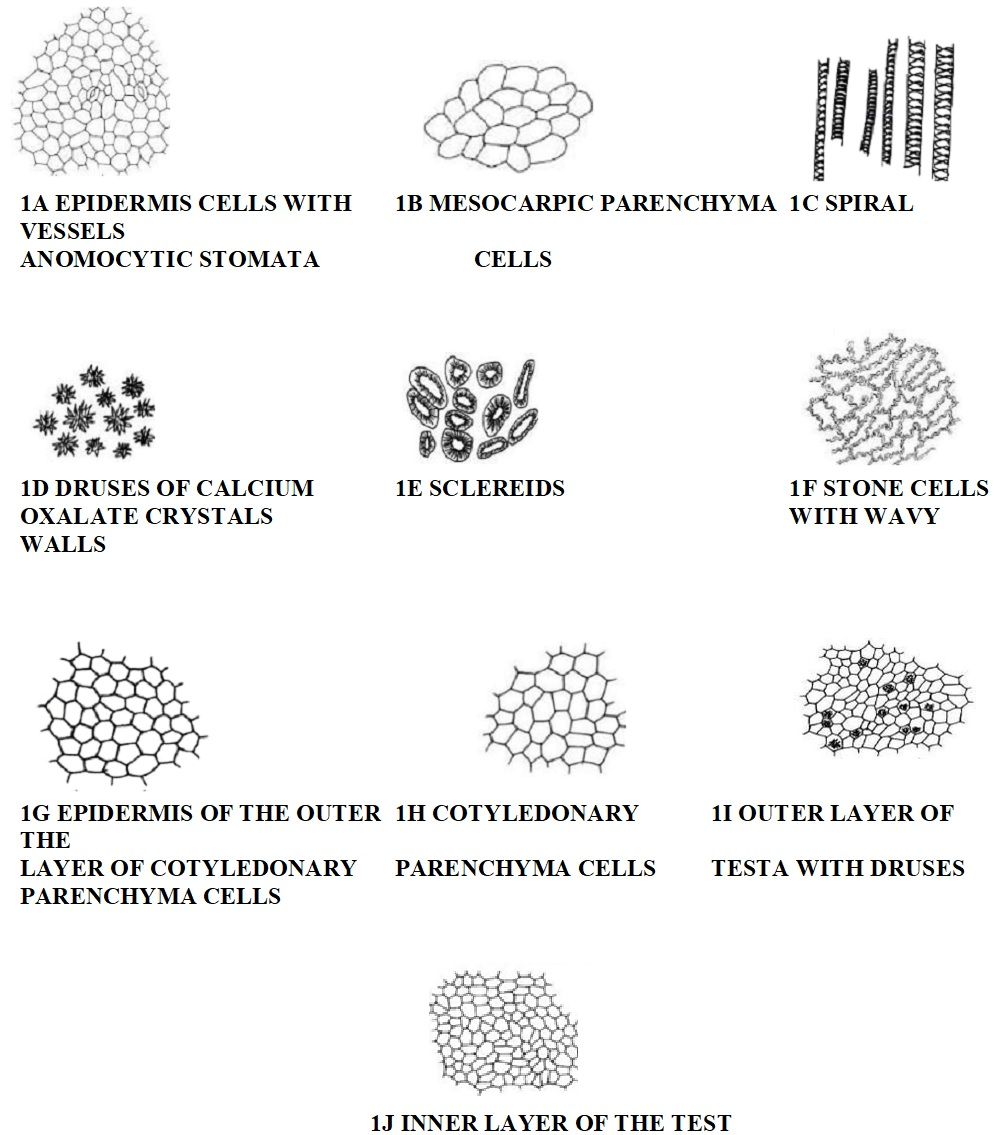 1A EPIDERMIS CELLS WITH 1B MESOCARPIC PARENCHYMA 1C SPIRAL
VESSELS
ANOMOCYTIC STOMATA CELLS
1D DRUSES OF CALCIUM 1E SCLEREIDS 1F STONE CELLS
OXALATE CRYSTALS WITH WAVY
WALLS
1G EPIDERMIS OF THE OUTER 1H COTYLEDONARY 1I OUTER LAYER OF
THE
LAYER OF COTYLEDONARY PARENCHYMA CELLS TESTA WITH DRUSES
PARENCHYMA CELLS
1J INNER LAYER OF THE TEST